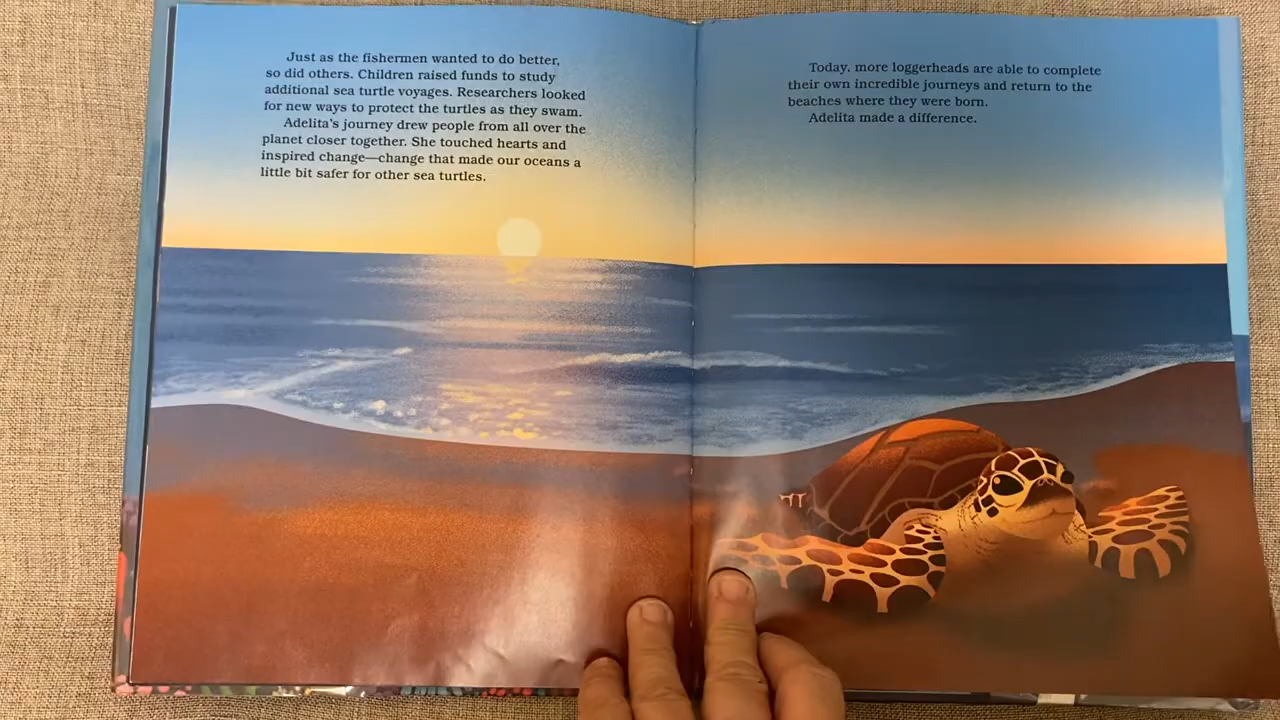 Just as the fishermen wanted to do better,
so did others. Children raised funds to study
additional sea turtle voyages. Researchers looked
for new ways to protect the turtles as they swam.
Adelita's journey drew people from all over the
planet closer together. She touched hearts and
inspired change—change that made our oceans a
little bit safer for other sea turtles.
Today, more loggerheads are able to complete
their own incredible journeys and return to the
beaches where they were born.
Adelita made a difference.